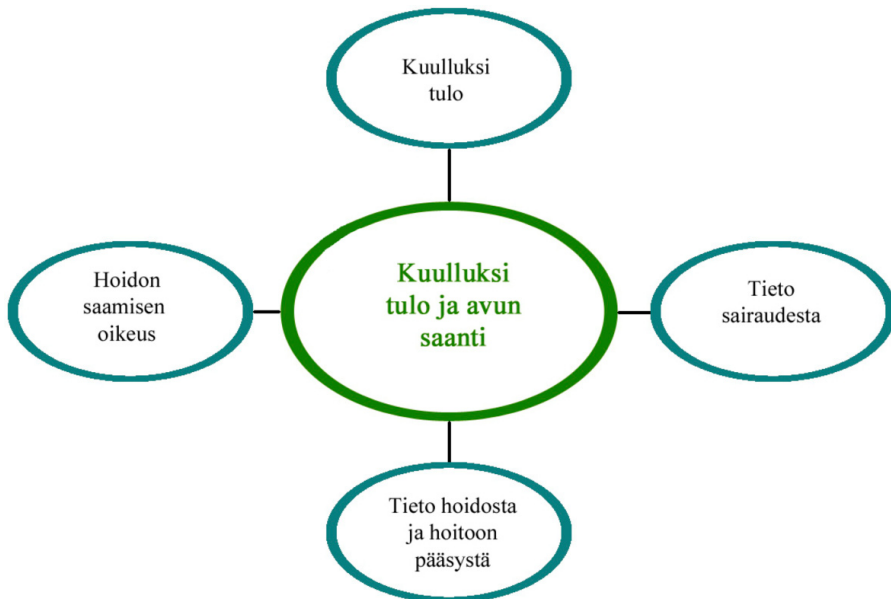 Kuulluksi
tulo
Hoidon
saamisen
oikeus
Kuulluksi
tulo ja avun
saanti
Tieto
sairaudesta
Tieto hoidosta
ja hoitoon
pääsystä